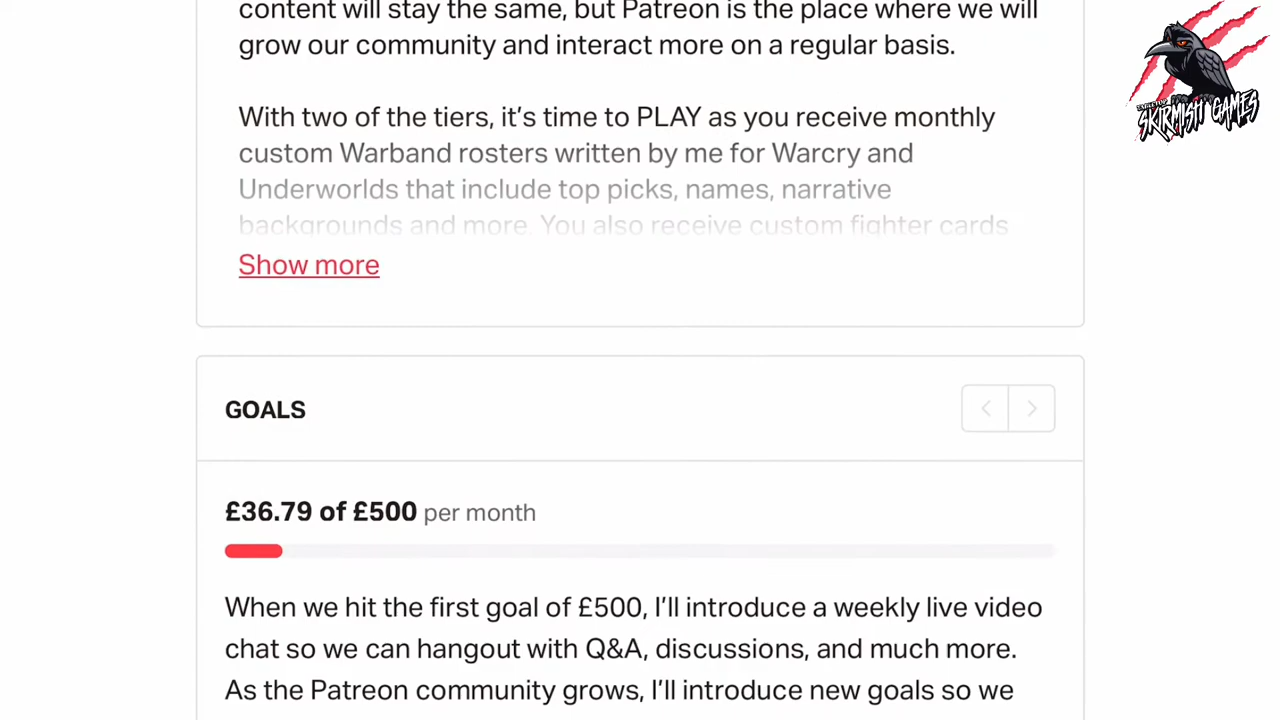 content will stay the same, but Patreon is the place where we will
grow our community and interact more on a regular basis.
With two of the tiers, it's time to PLAY as you receive monthly
custom Warband rosters written by me for Warcry and
Underworlds that include top picks, names, narrative
backgrounds and more. You also receive custom fighter cards
Show more
GOALS
£36.79 of £500 per month
When we hit the first goal of £500, I'll introduce a weekly live video
chat so we can hangout with Q&A, discussions, and much more.
As the Patreon community grows, I'll introduce new goals so we
SKIRMISH GAMES